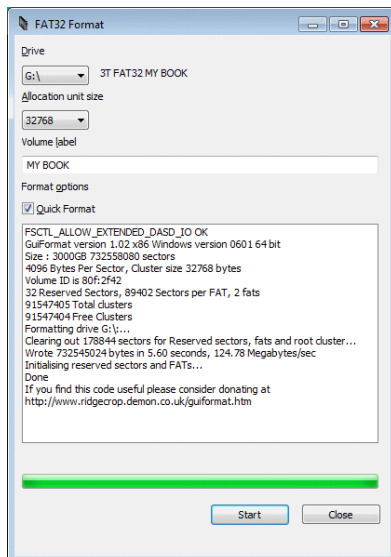 FAT32 Format
Drive
G:\ 3T FAT32 MY BOOK
Allocation unit size
32768
Volume label
MY BOOK
Format options
Quick Format
FSCTL_ALLOW_EXTENDED_DASD_IO OK
GuiFormat version 1.02 x86 Windows version 0601 64 bit
Size : 3000GB 732558080 sectors
4096 Bytes Per Sector, Cluster size 32768 bytes
Volume ID is 80f:2f42
32 Reserved Sectors, 89402 Sectors per FAT, 2 fats
91547405 Total clusters
91547404 Free Clusters
Formatting drive G:\:...
Clearing out 178844 sectors for Reserved sectors, fats and root cluster...
Wrote 732545024 bytes in 5.60 seconds, 124.78 Megabytes/sec
Initialising reserved sectors and FATs...
Done
If you find this code useful please consider donating at
http://www.ridgecrop.demon.co.uk/guiformat.htm
Start Close